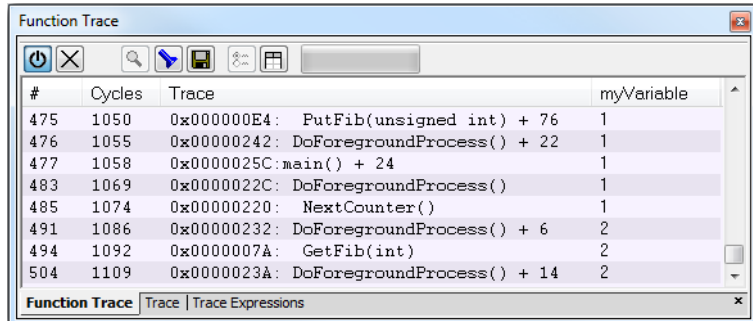 Function Trace
# Cycles Trace myVariable
475 1050 0x000000E4: PutFib(unsigned int) + 76 1
476 1055 0x00000242: DoForegroundProcess() + 22 1
477 1058 0x0000025C:main() + 24 1
483 1069 0x0000022C: DoForegroundProcess() 1
485 1074 0x00000220: NextCounter() 1
491 1086 0x00000232: DoForegroundProcess() + 6 2
494 1092 0x0000007A: GetFib(int) 2
504 1109 0x0000023A: DoForegroundProcess() + 14 2
Function Trace Trace Trace Expressions